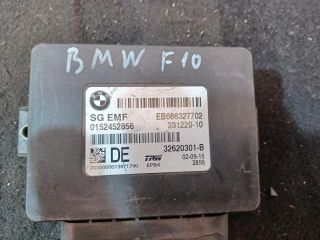 BMW F10
SG EMF EB686327702
0152452856 231220-10
DE 32620301-B
TRW 02-09-15
EPB4 2856